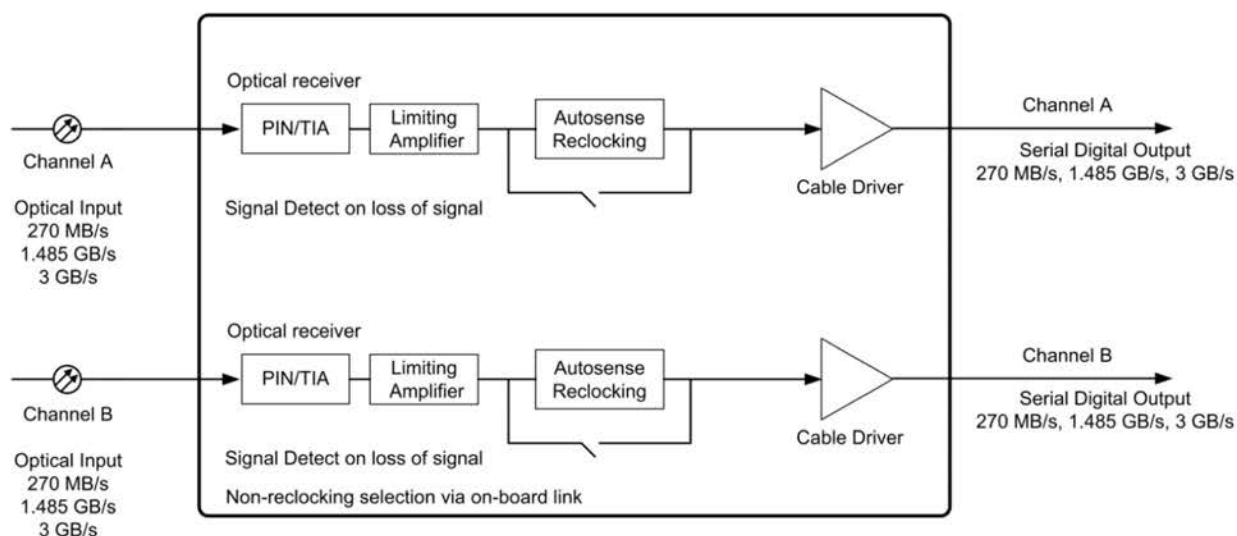 Optical receiver
PIN/TIA
Limiting
Amplifier
Autosense
Reclocking
Cable Driver
Signal Detect on loss of signal
Channel A
Optical Input
270 MB/s
1.485 GB/s
3 GB/s
Channel A
Serial Digital Output
270 MB/s, 1.485 GB/s, 3 GB/s
Optical receiver
PIN/TIA
Limiting
Amplifier
Autosense
Reclocking
Cable Driver
Signal Detect on loss of signal
Non-reclocking selection via on-board link
Channel B
Optical Input
270 MB/s
1.485 GB/s
3 GB/s
Channel B
Serial Digital Output
270 MB/s, 1.485 GB/s, 3 GB/s